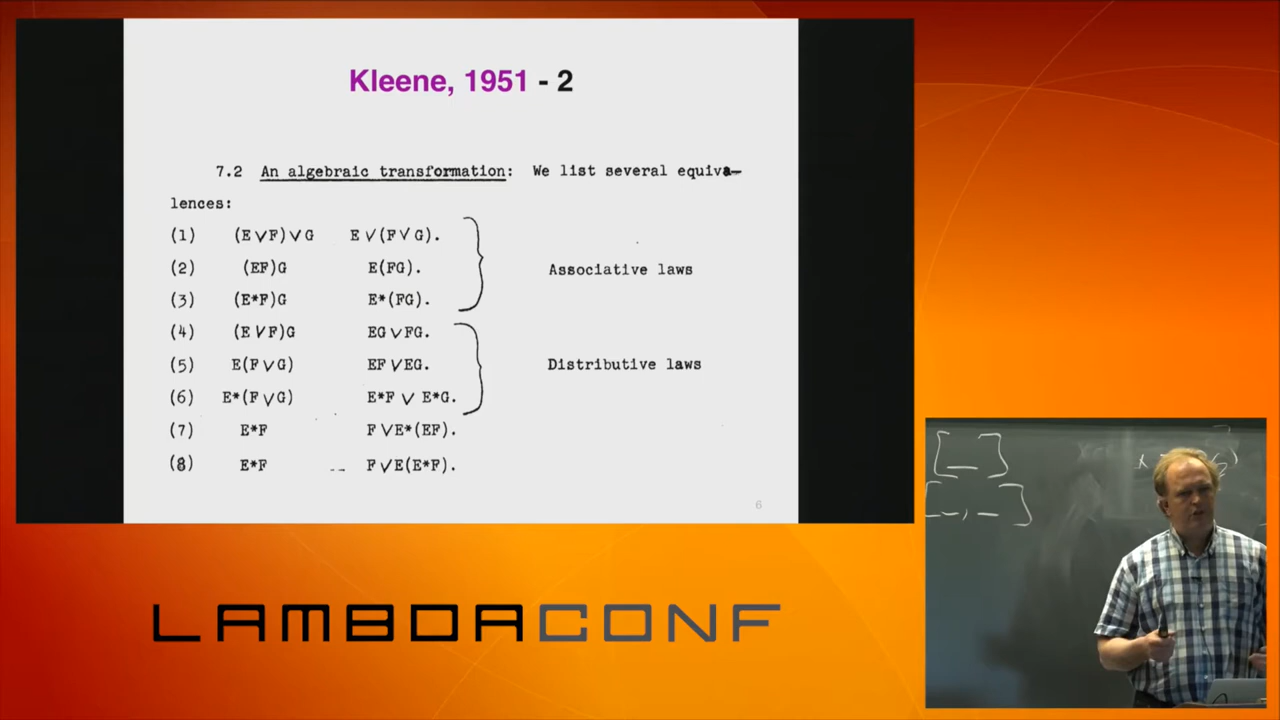 Kleene, 1951 - 2
7.2 An algebraic transformation: We list several equiva-
lences:
(1) (E∨F)∨G E∨(F∨G).
(2) (EF)G E(FG).
(3) (E*F)G E*(FG).
Associative laws
(4) (E∨F)G EG∨FG.
(5) E(F∨G) EF∨EG.
(6) E*(F∨G) E*F ∨ E*G.
Distributive laws
(7) E*F F∨E*(EF).
(8) E*F F∨E(E*F).
6
LAMBDACONF